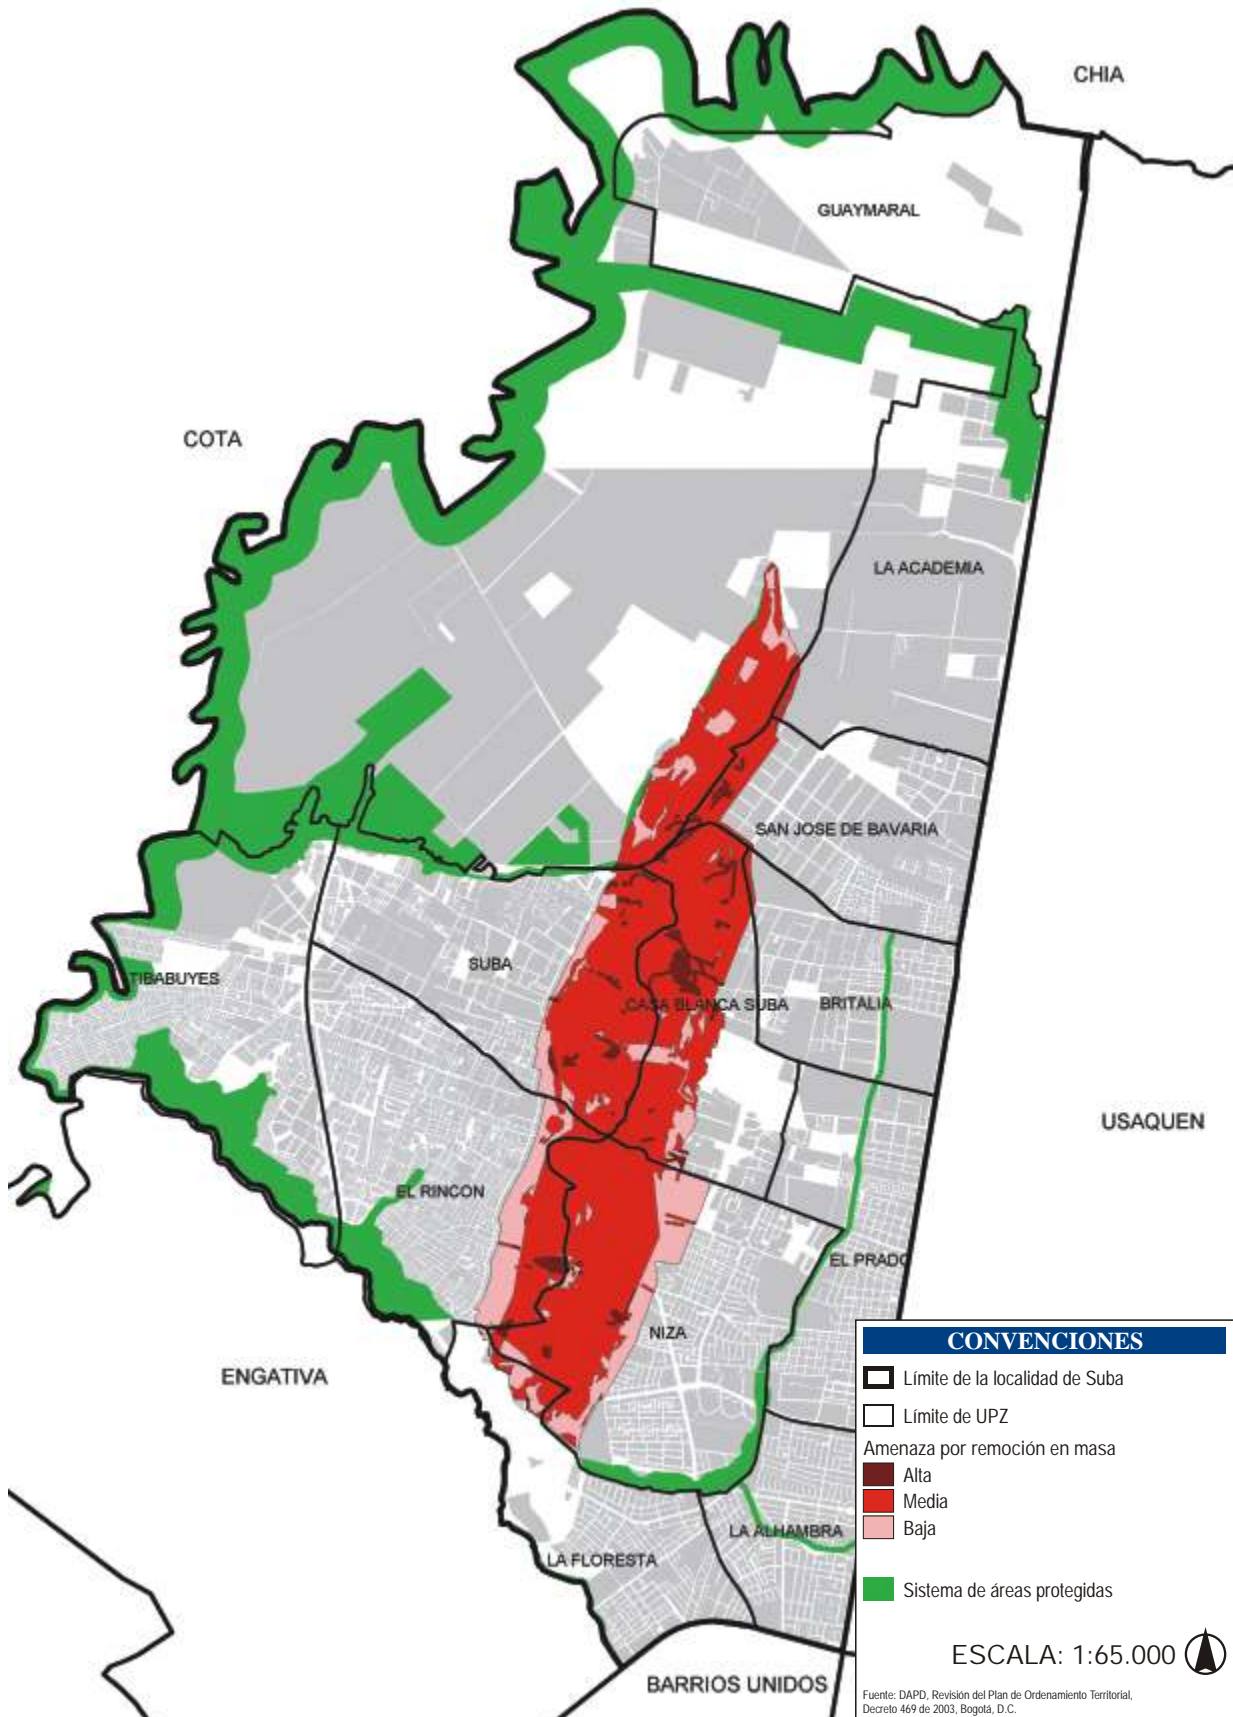 CHIA
GUAYMARAL
COTA
LA ACADEMIA
SAN JOSE DE BAVARIA
SUBA
TIBABUYES
CASA BLANCA SUBA
BRITALIA
USAQUEN
EL RINCON
EL PRADO
NIZA
ENGATIVA
LA ALHAMBRA
LA FLORESTA
BARRIOS UNIDOS
CONVENCIONES
Límite de la localidad de Suba
Límite de UPZ
Amenaza por remoción en masa
Alta
Media
Baja
Sistema de áreas protegidas
ESCALA: 1:65.000
Fuente: DAPD, Revisión del Plan de Ordenamiento Territorial,
Decreto 469 de 2003, Bogotá, D.C.